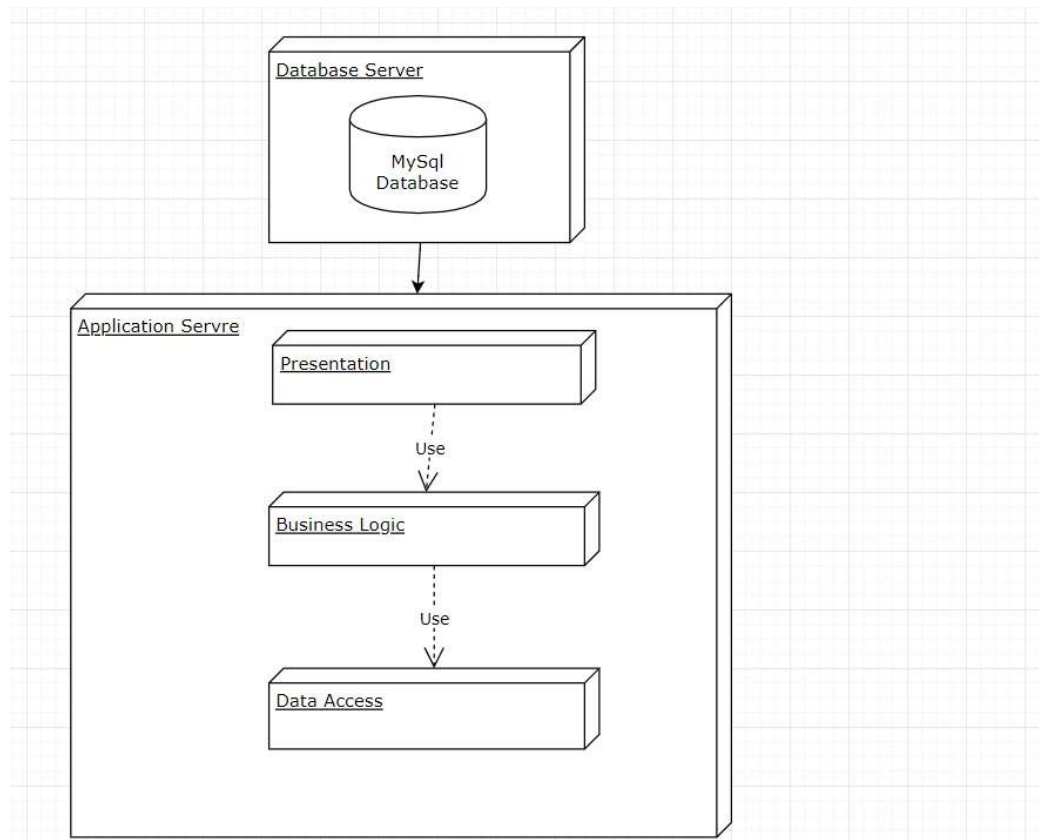 Database Server
MySql
Database
Application Servre
Presentation
Use
Business Logic
Use
Data Access